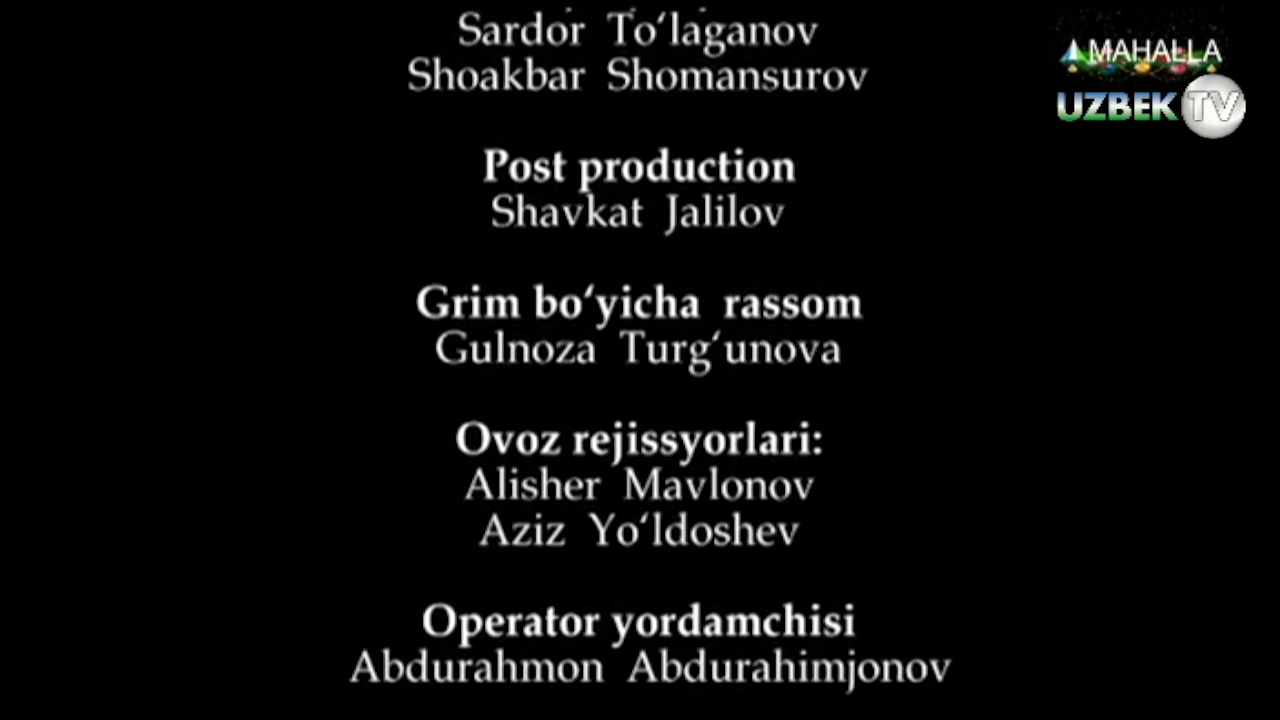 Sardor To‘laganov
Shoakbar Shomansurov
MAHALLA
UZBEK TV
Post production
Shavkat Jalilov
Grim bo‘yicha rassom
Gulnoza Turg‘unova
Ovoz rejissyorlari:
Alisher Mavlonov
Aziz Yo‘ldoshev
Operator yordamchisi
Abdurahmon Abdurahimjonov